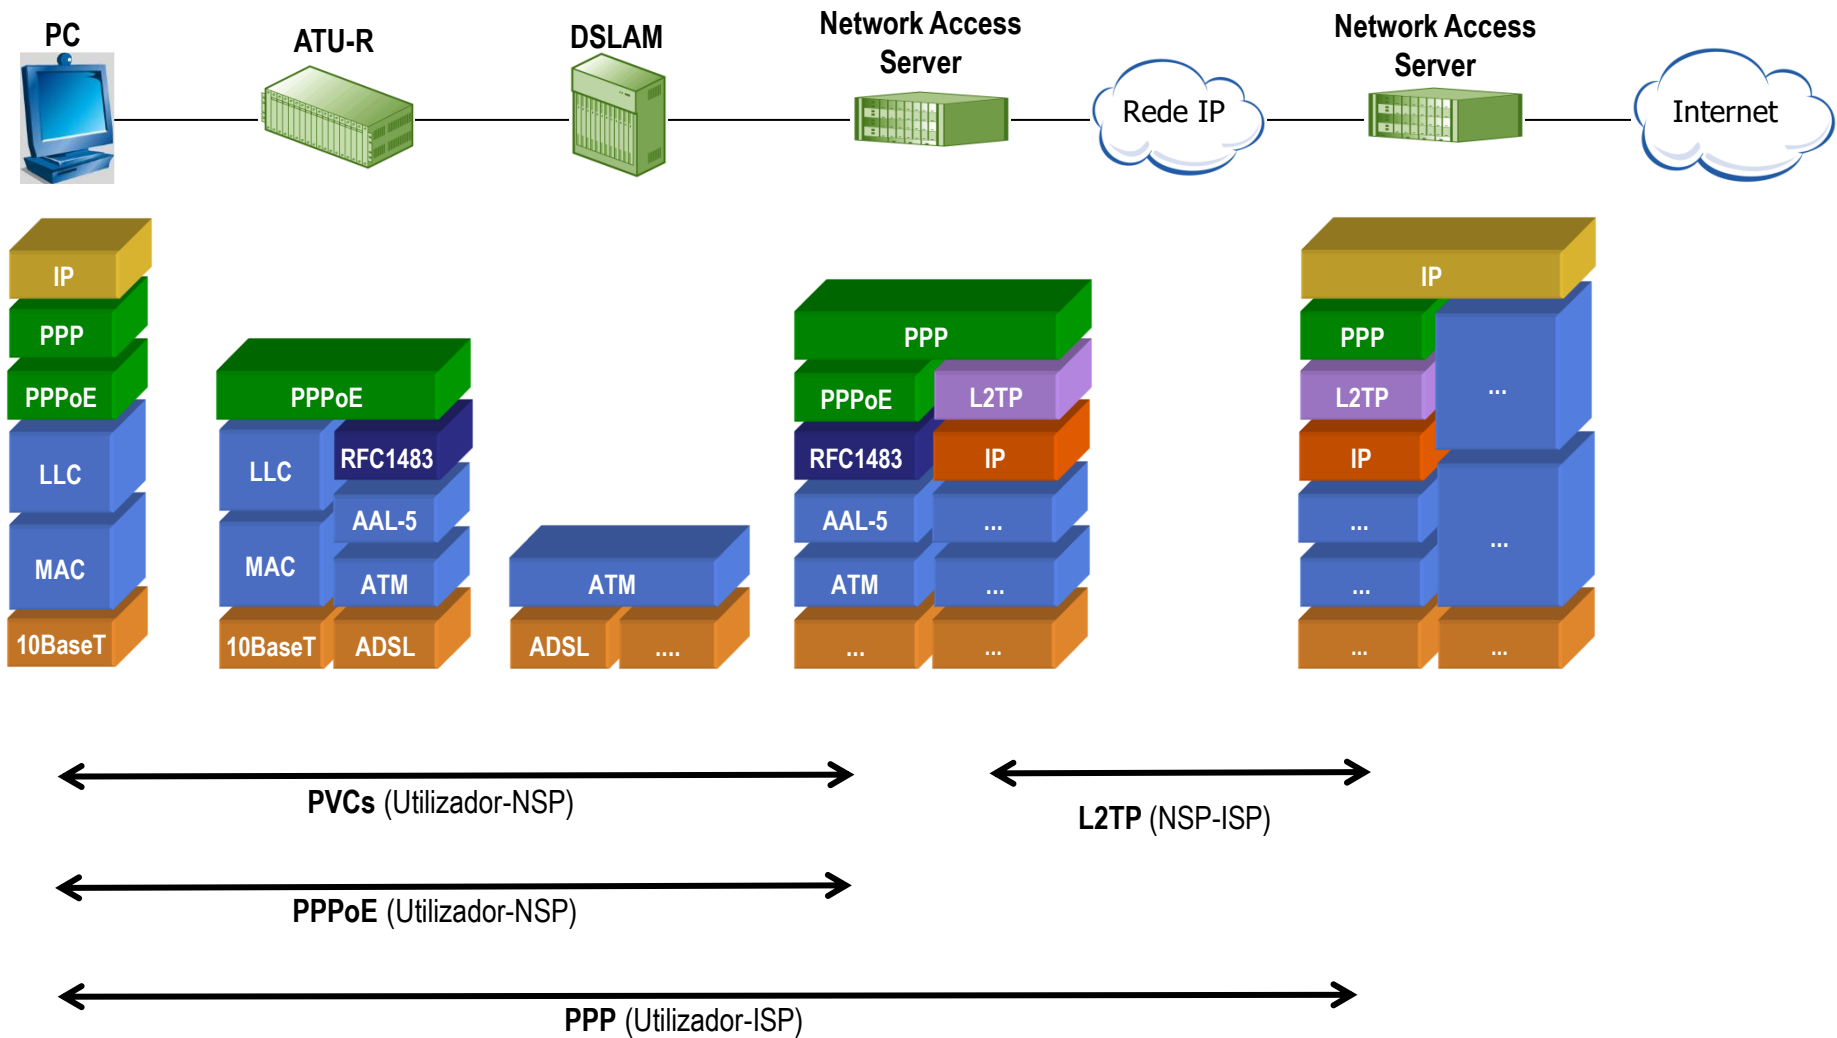 PC
ATU-R
DSLAM
Network Access
Server
Rede IP
Network Access
Server
Internet
IP
PPP
PPPoE
LLC
MAC
10BaseT
PPPoE
LLC
RFC1483
AAL-5
MAC
ATM
10BaseT
ADSL
ATM
ADSL
....
PPP
PPPoE
L2TP
RFC1483
IP
AAL-5
...
ATM
...
...
...
IP
PPP
...
L2TP
IP
...
...
...
...
...
PVCs (Utilizador-NSP)
L2TP (NSP-ISP)
PPPoE (Utilizador-NSP)
PPP (Utilizador-ISP)